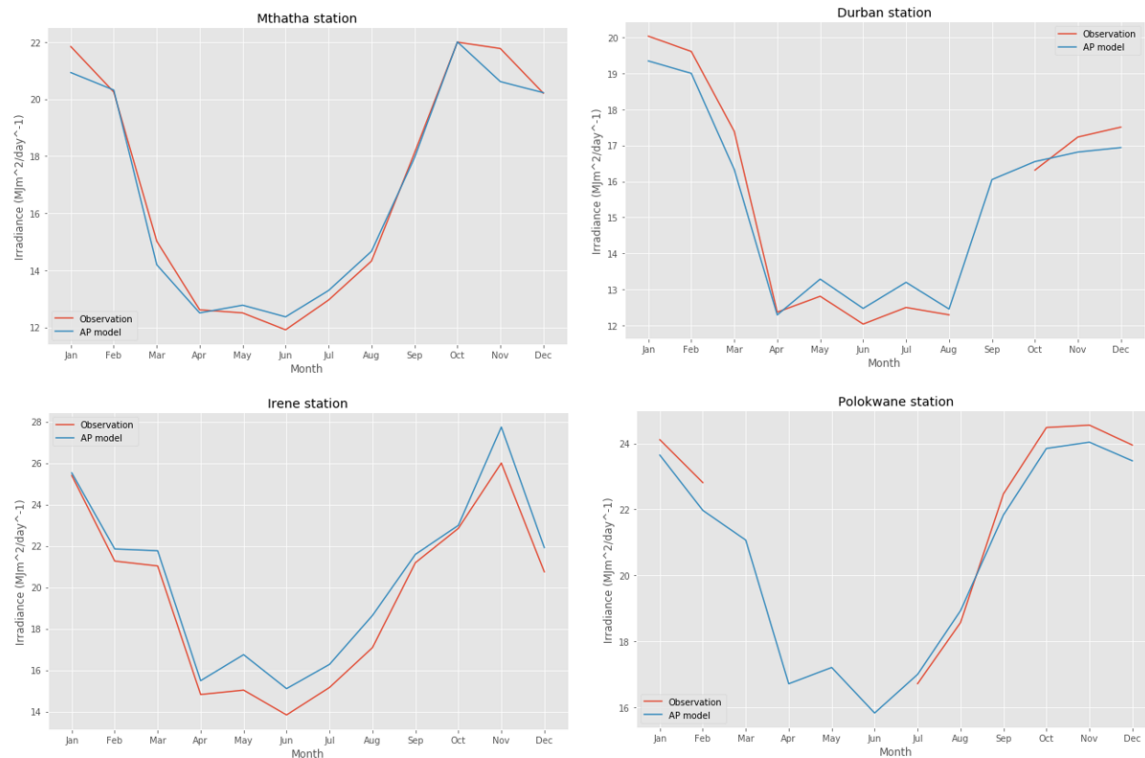 Mthatha station
Irradiance (MJm^2/day^-1)
22
20
18
16
14
12
Observation
AP model
Jan Feb Mar Apr May Jun Jul Aug Sep Oct Nov Dec
Month
Durban station
Irradiance (MJm^2/day^-1)
20
19
18
17
16
15
14
13
12
Observation
AP model
Jan Feb Mar Apr May Jun Jul Aug Sep Oct Nov Dec
Month
Irene station
Irradiance (MJm^2/day^-1)
28
26
24
22
20
18
16
14
Observation
AP model
Jan Feb Mar Apr May Jun Jul Aug Sep Oct Nov Dec
Month
Polokwane station
Irradiance (MJm^2/day^-1)
24
22
20
18
16
Observation
AP model
Jan Feb Mar Apr May Jun Jul Aug Sep Oct Nov Dec
Month